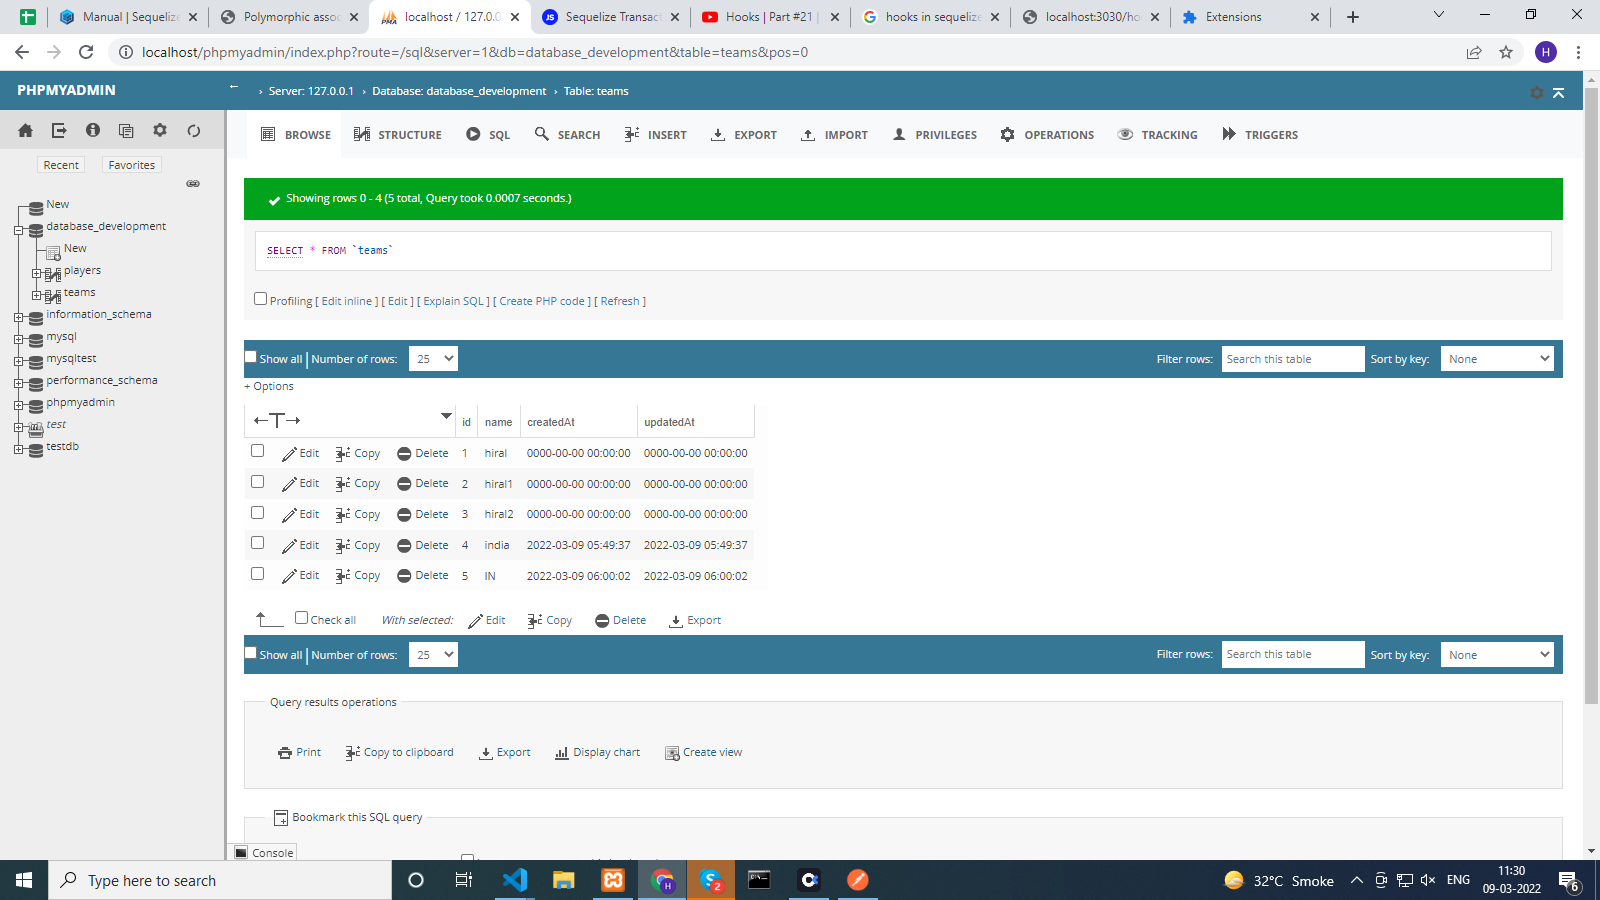 Manual | Sequelize
Polymorphic assoc
localhost / 127.0.0
Sequelize Transact
Hooks | Part #21 |
hooks in sequelize
localhost:3030/ho
Extensions
localhost/phpmyadmin/index.php?route=/sql&server=1&db=database_development&table=teams&pos=0
H
PHPMYADMIN
Server: 127.0.0.1 › Database: database_development › Table: teams
BROWSE STRUCTURE SQL SEARCH INSERT EXPORT IMPORT PRIVILEGES OPERATIONS TRACKING TRIGGERS
Recent Favorites
New
database_development
New
players
teams
information_schema
mysql
mysqltest
performance_schema
phpmyadmin
test
testdb
Showing rows 0 - 4 (5 total, Query took 0.0007 seconds.)
SELECT * FROM `teams`
Profiling [ Edit inline ] [ Edit ] [ Explain SQL ] [ Create PHP code ] [ Refresh ]
Show all | Number of rows: 25 Filter rows: Search this table Sort by key: None
+ Options
id name createdAt updatedAt
Edit Copy Delete 1 hiral 0000-00-00 00:00:00 0000-00-00 00:00:00
Edit Copy Delete 2 hiral1 0000-00-00 00:00:00 0000-00-00 00:00:00
Edit Copy Delete 3 hiral2 0000-00-00 00:00:00 0000-00-00 00:00:00
Edit Copy Delete 4 india 2022-03-09 05:49:37 2022-03-09 05:49:37
Edit Copy Delete 5 IN 2022-03-09 06:00:02 2022-03-09 06:00:02
Check all With selected: Edit Copy Delete Export
Show all | Number of rows: 25 Filter rows: Search this table Sort by key: None
Query results operations
Print Copy to clipboard Export Display chart Create view
Bookmark this SQL query
Console
Type here to search
32°C Smoke
ENG
11:30
09-03-2022
6